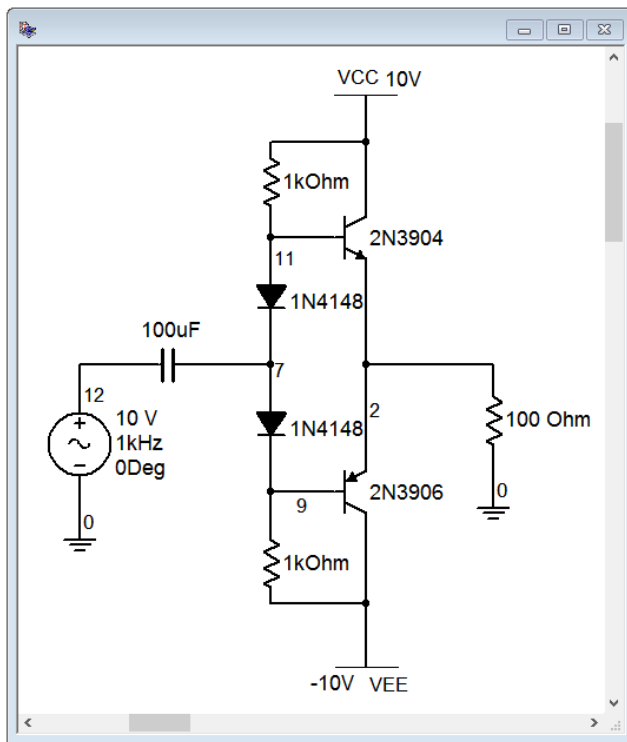 VCC 10V
1kOhm
2N3904
11
1N4148
100uF
7
12
2
10 V
1kHz
0Deg
1N4148
100 Ohm
9
2N3906
0
0
1kOhm
-10V VEE